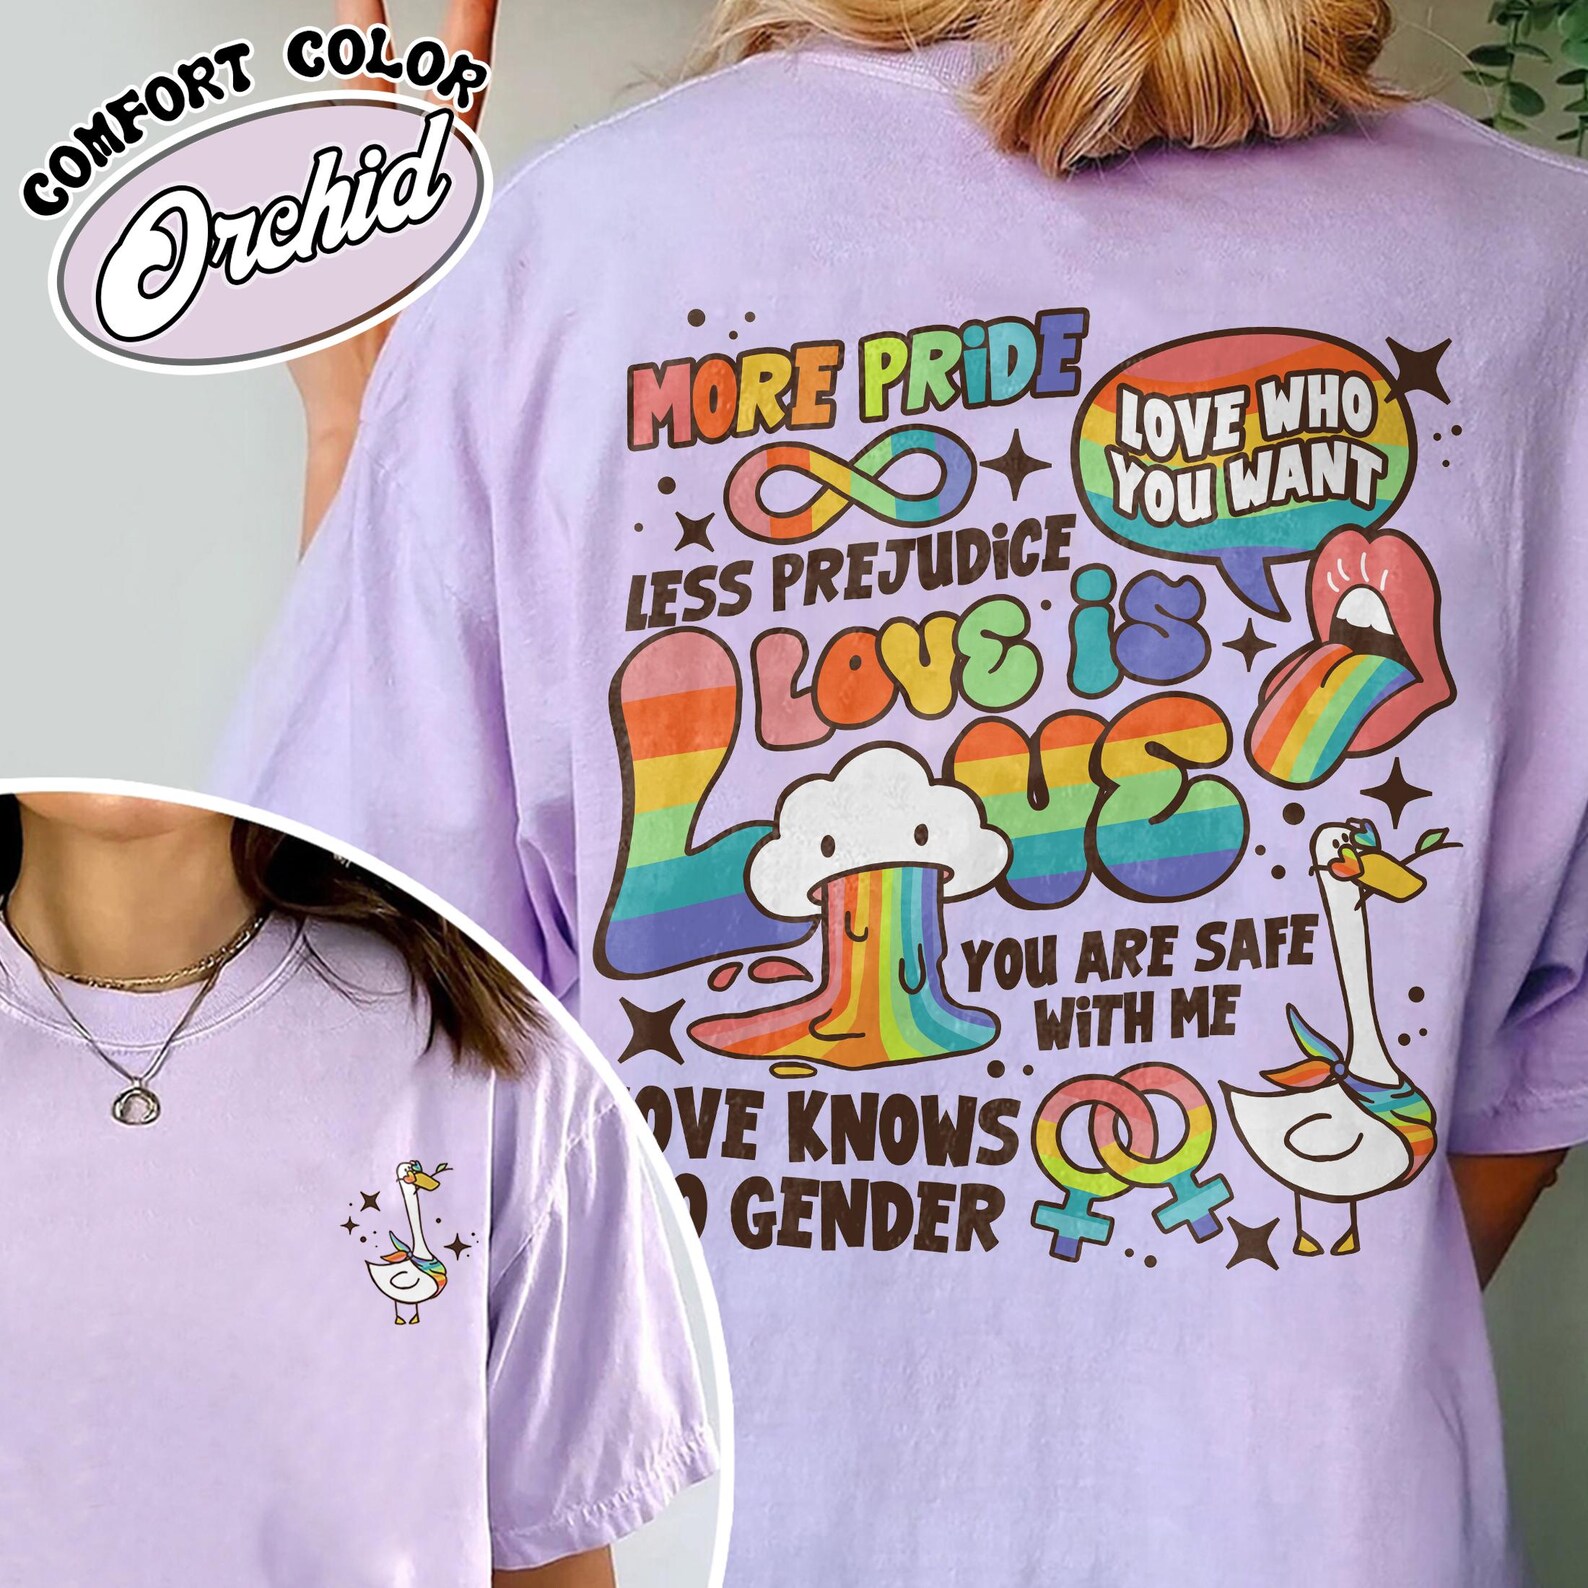 COMFORT COLOR
Orchid
MORE PRIDE
LOVE WHO
YOU WANT
LESS PREJUDICE
LOVE IS
LOVE
YOU ARE SAFE
WITH ME
OVE KNOWS
O GENDER